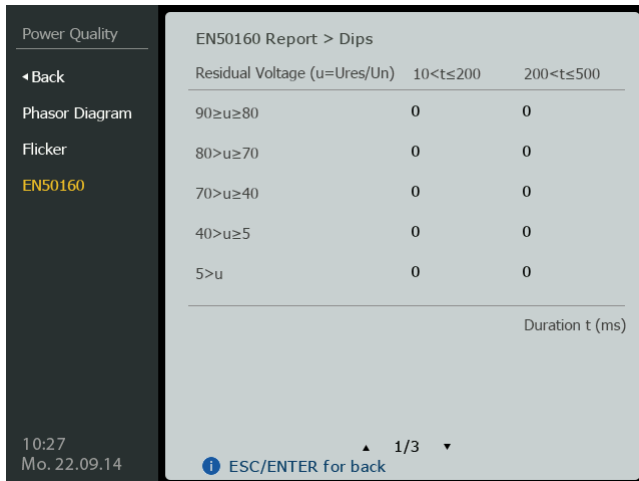 Power Quality
◂Back
Phasor Diagram
Flicker
EN50160
10:27
Mo. 22.09.14
EN50160 Report > Dips
Residual Voltage (u=Ures/Un) 10<t≤200 200<t≤500
90≥u≥80 0 0
80>u≥70 0 0
70>u≥40 0 0
40>u≥5 0 0
5>u 0 0
Duration t (ms)
▲ 1/3 ▼
i ESC/ENTER for back